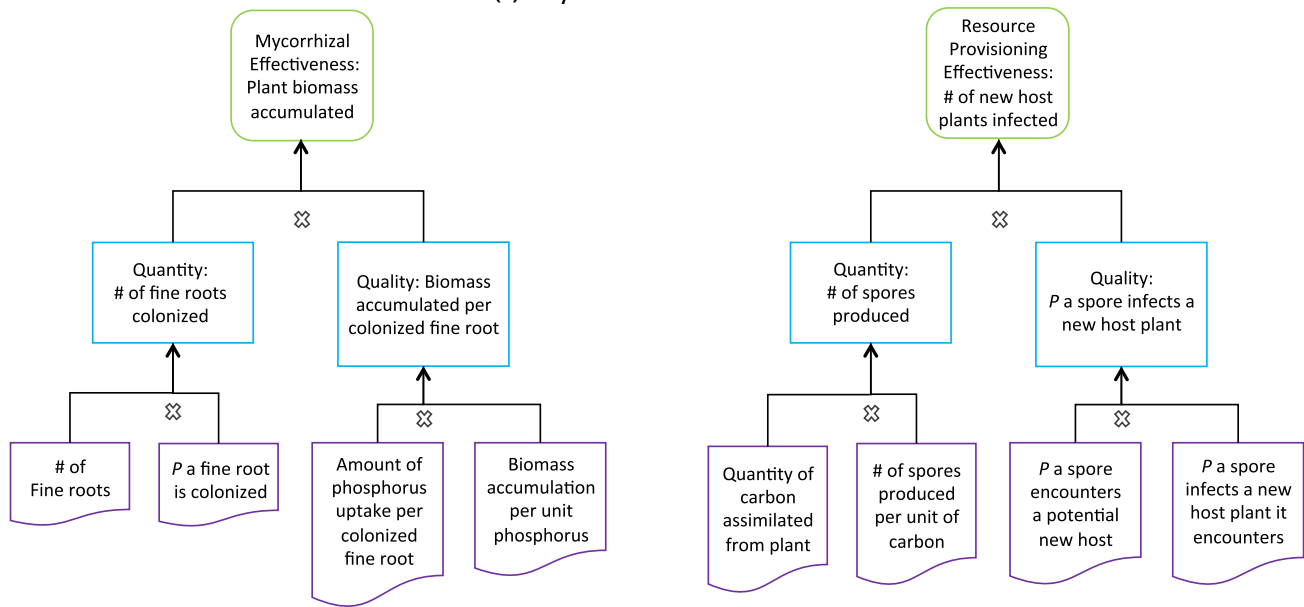 Mycorrhizal
Effectiveness:
Plant biomass
accumulated
Quantity:
# of fine roots
colonized
Quality: Biomass
accumulated per
colonized fine root
# of
Fine roots
P a fine root
is colonized
Amount of
phosphorus
uptake per
colonized
fine root
Biomass
accumulation
per unit
phosphorus
Resource
Provisioning
Effectiveness:
# of new host
plants infected
Quantity:
# of spores
produced
Quality:
P a spore infects a
new host plant
Quantity of
carbon
assimilated
from plant
# of spores
produced
per unit of
carbon
P a spore
encounters
a potential
new host
P a spore
infects a new
host plant it
encounters